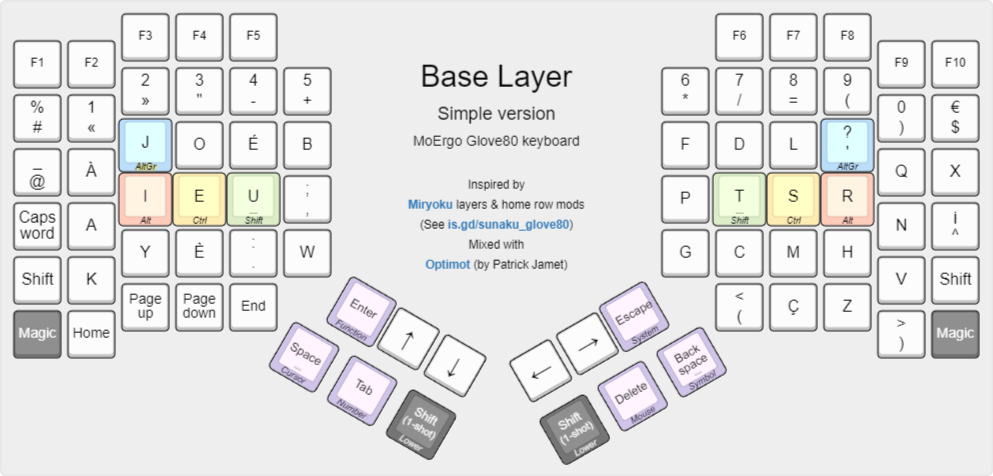 F3 F4 F5
F6 F7 F8
F1 F2
F9 F10
Base Layer
Simple version
MoErgo Glove80 keyboard
2 3 4 5
» " - +
6 7 8 9
* / = (
% 1
# «
0 €
) $
J O É B
AltGr
F D L ?
'
AltGr
_ À
@
Q X
Inspired by
Miryoku layers & home row mods
(See is.gd/sunaku_glove80)
Mixed with
Optimot (by Patrick Jamet)
I E U ;
_ ,
Alt Ctrl Shift
P T S R
_
Shift Ctrl Alt
Caps
word
A
N ¡
^
Y È : W
.
G C M H
Shift K
V Shift
Page
up
Page
down
End
<
(
Ç Z
Magic Home
>
)
Magic
Enter
Function
↑ ↓
Space
_
Cursor
Tab
Number
Shift
(1-shot)
Lower
← →
Escape
System
Back
space
_
Symbol
Delete
Mouse
Shift
(1-shot)
Lower